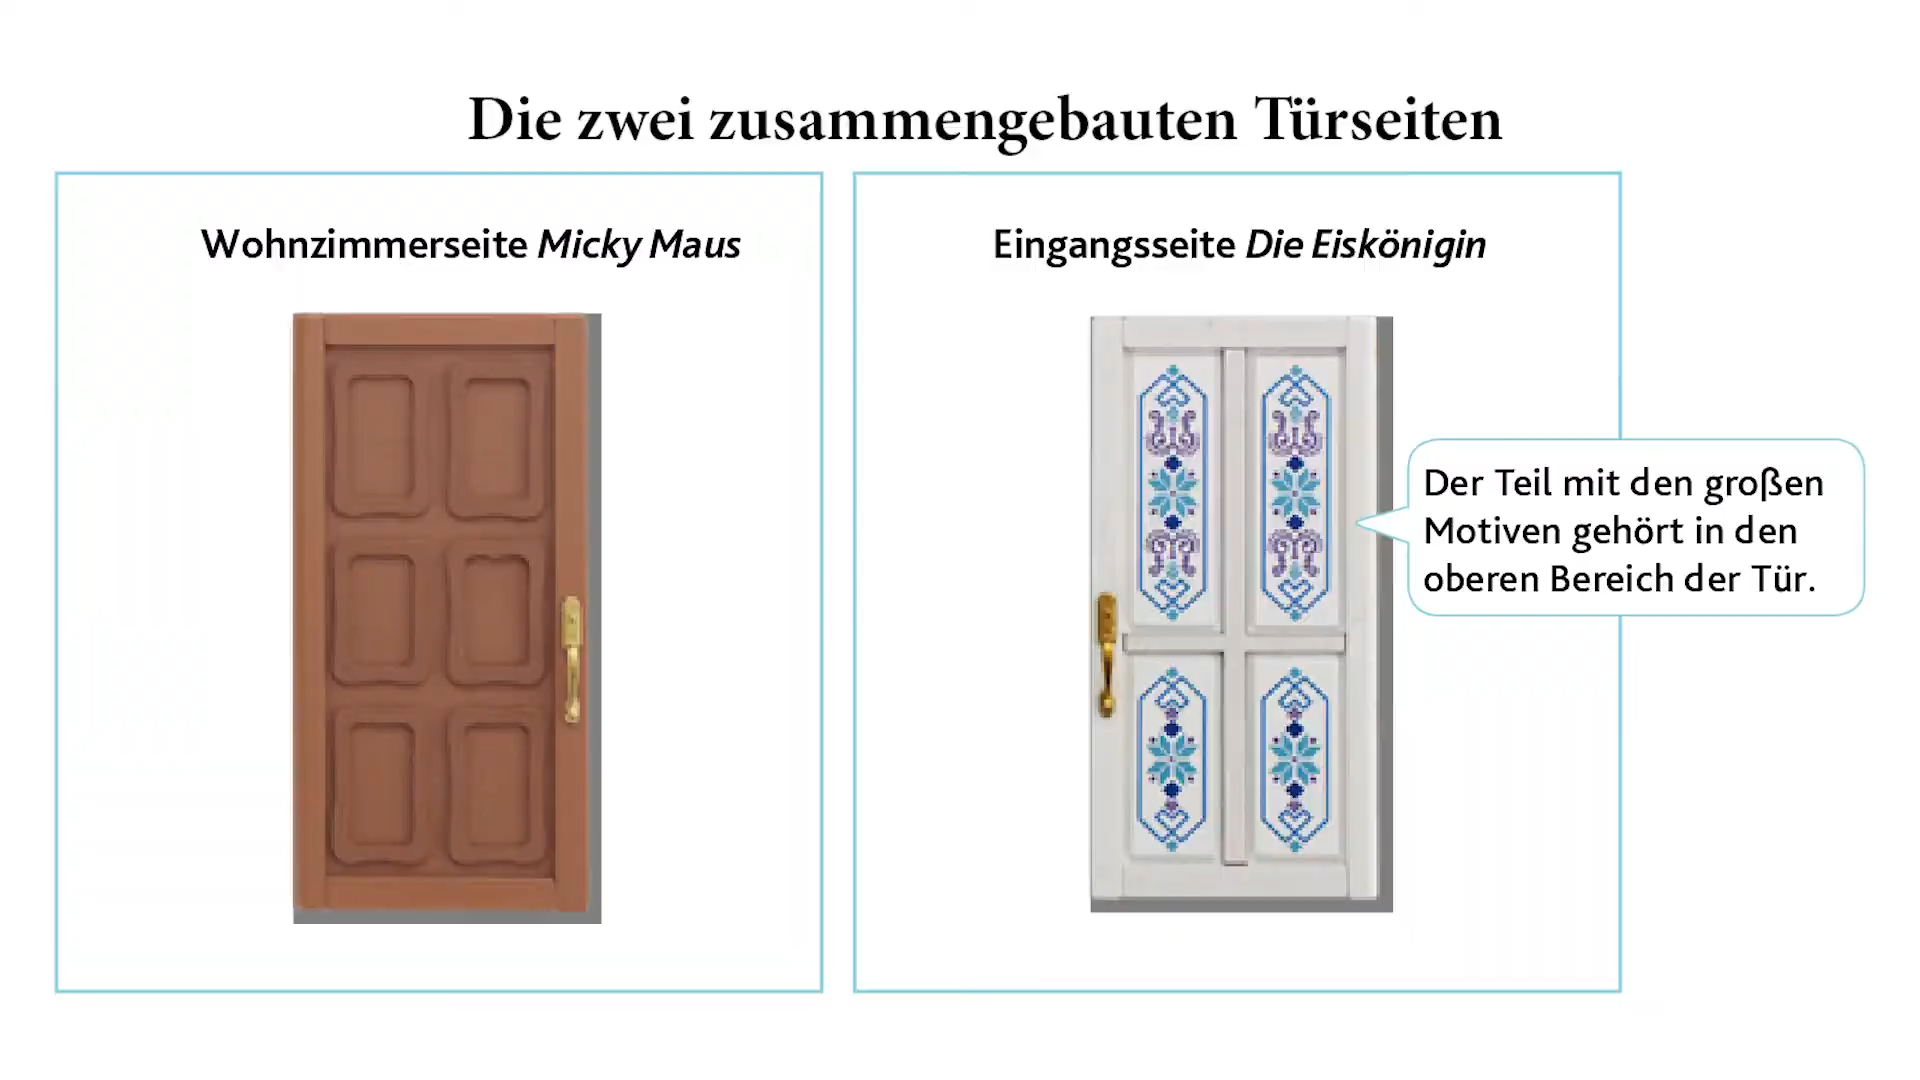 Die zwei zusammengebauten Türseiten
Wohnzimmerseite Micky Maus
Eingangsseite Die Eiskönigin
Der Teil mit den großen
Motiven gehört in den
oberen Bereich der Tür.